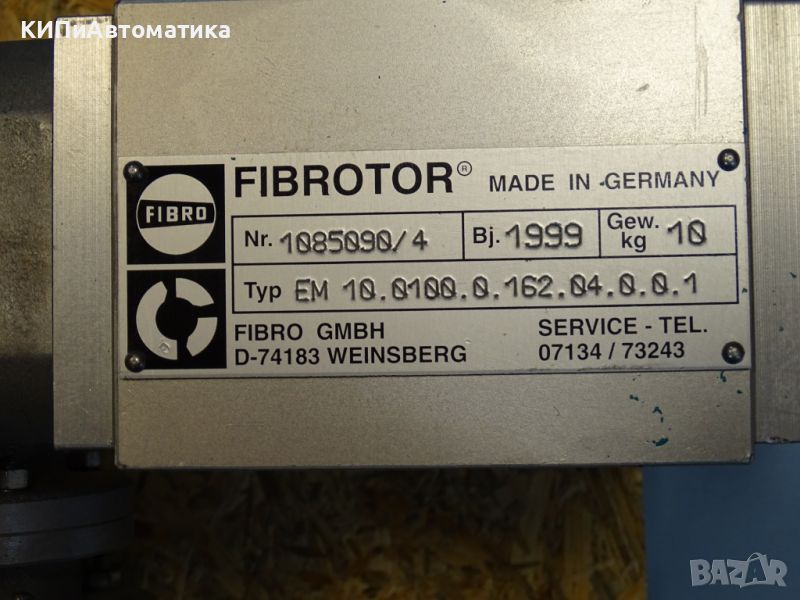 КИПиАвтоматика
FIBRO
FIBROTOR® MADE IN GERMANY
Nr. 1085090/4 Bj. 1999 Gew. kg 10
Typ EM 10.0100.0.162.04.0.0.1
FIBRO GMBH SERVICE - TEL.
D-74183 WEINSBERG 07134 / 73243
BAZAR